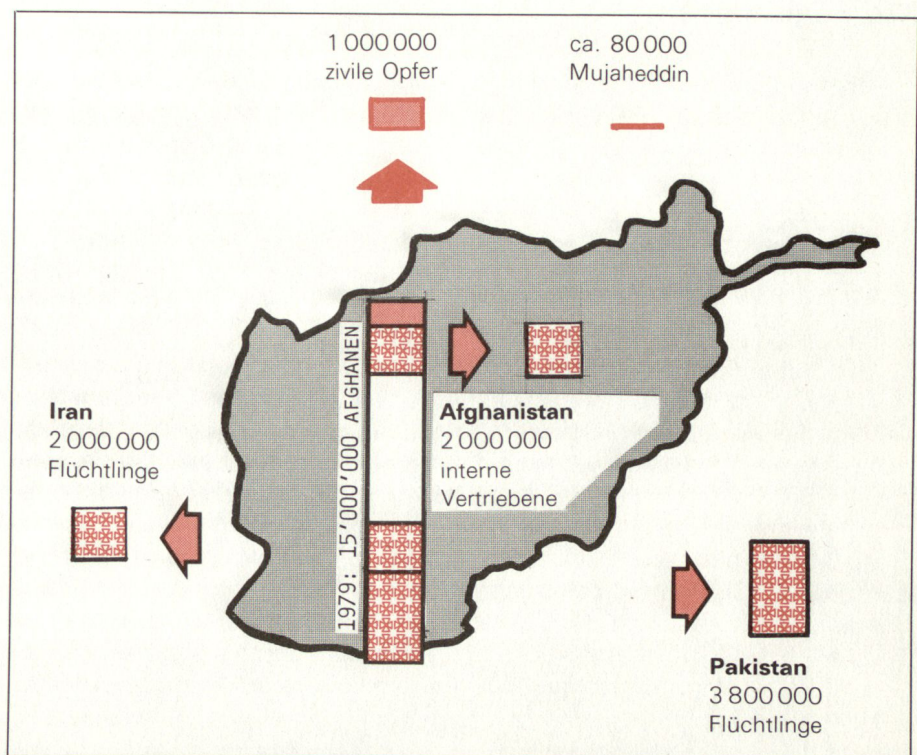 1 000 000
zivile Opfer
ca. 80 000
Mujaheddin
1979: 15’000’000 AFGHANEN
Iran
2 000 000
Flüchtlinge
Afghanistan
2 000 000
interne
Vertriebene
Pakistan
3 800 000
Flüchtlinge